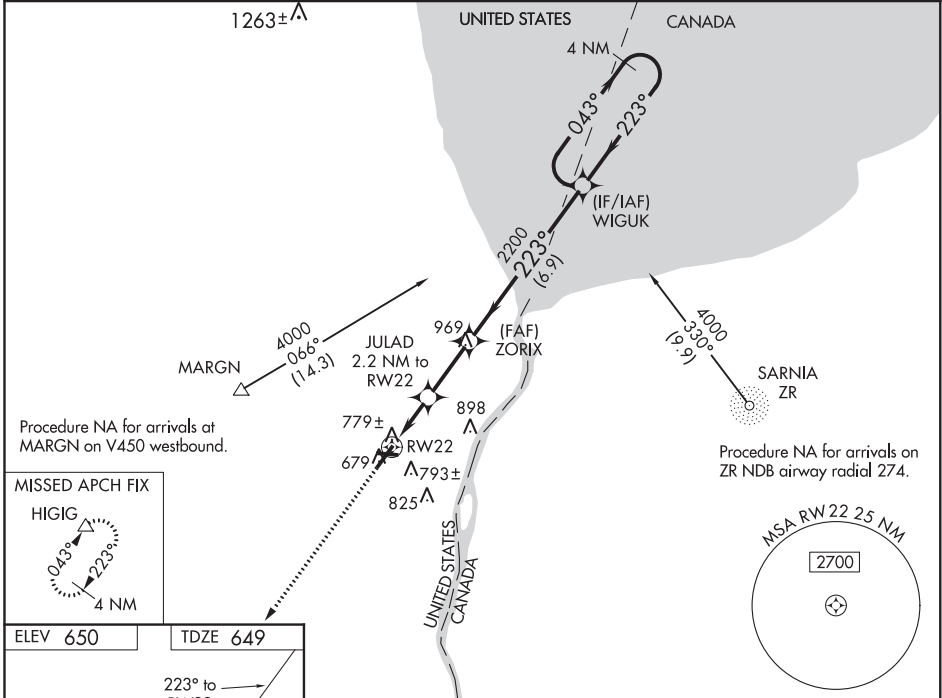 1263±
UNITED STATES
CANADA
4 NM
043°
223°
(IF/IAF)
WIGUK
2200
223°
(6.9)
4000
066°
(14.3)
MARGN
JULAD
2.2 NM to
RW22
969
(FAF)
ZORIX
4000
330°
(9.9)
SARNIA
ZR
Procedure NA for arrivals at
MARGN on V450 westbound.
779±
898
RW22
679
793±
825
Procedure NA for arrivals on
ZR NDB airway radial 274.
MISSED APCH FIX
HIGIG
043°
223°
4 NM
UNITED STATES
CANADA
MSA RW 22 25 NM
2700
ELEV 650
TDZE 649
223° to